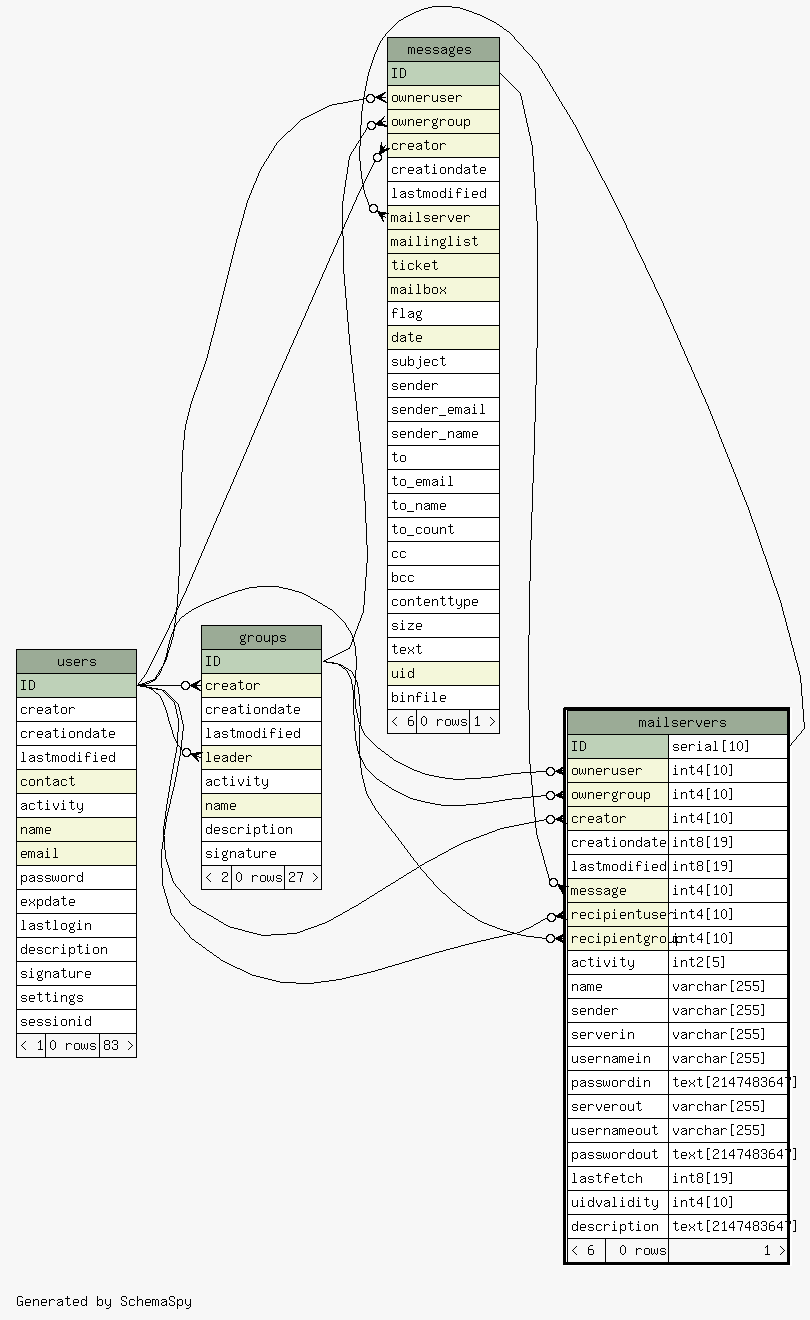 messages
ID
owneruser
ownergroup
creator
creationdate
lastmodified
mailserver
mailinglist
ticket
mailbox
flag
date
subject
sender
sender_email
sender_name
to
to_email
to_name
to_count
cc
bcc
contenttype
size
text
uid
binfile
< 6 0 rows 1 >
groups
ID
creator
creationdate
lastmodified
leader
activity
name
description
signature
< 2 0 rows 27 >
users
ID
creator
creationdate
lastmodified
contact
activity
name
email
password
expdate
lastlogin
description
signature
settings
sessionid
< 1 0 rows 83 >
mailservers
ID serial[10]
owneruser int4[10]
ownergroup int4[10]
creator int4[10]
creationdate int8[19]
lastmodified int8[19]
message int4[10]
recipientuser int4[10]
recipientgroup int4[10]
activity int2[5]
name varchar[255]
sender varchar[255]
serverin varchar[255]
usernamein varchar[255]
passwordin text[2147483647]
serverout varchar[255]
usernameout varchar[255]
passwordout text[2147483647]
lastfetch int8[19]
uidvalidity int4[10]
description text[2147483647]
< 6 0 rows 1 >
Generated by SchemaSpy